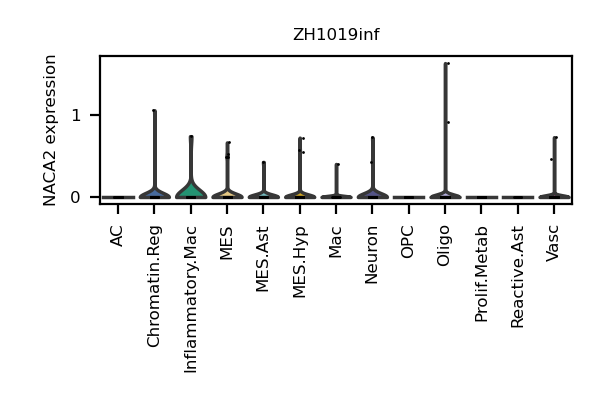 ZH1019inf
NACA2 expression
1
0
AC
Chromatin.Reg
Inflammatory.Mac
MES
MES.Ast
MES.Hyp
Mac
Neuron
OPC
Oligo
Prolif.Metab
Reactive.Ast
Vasc